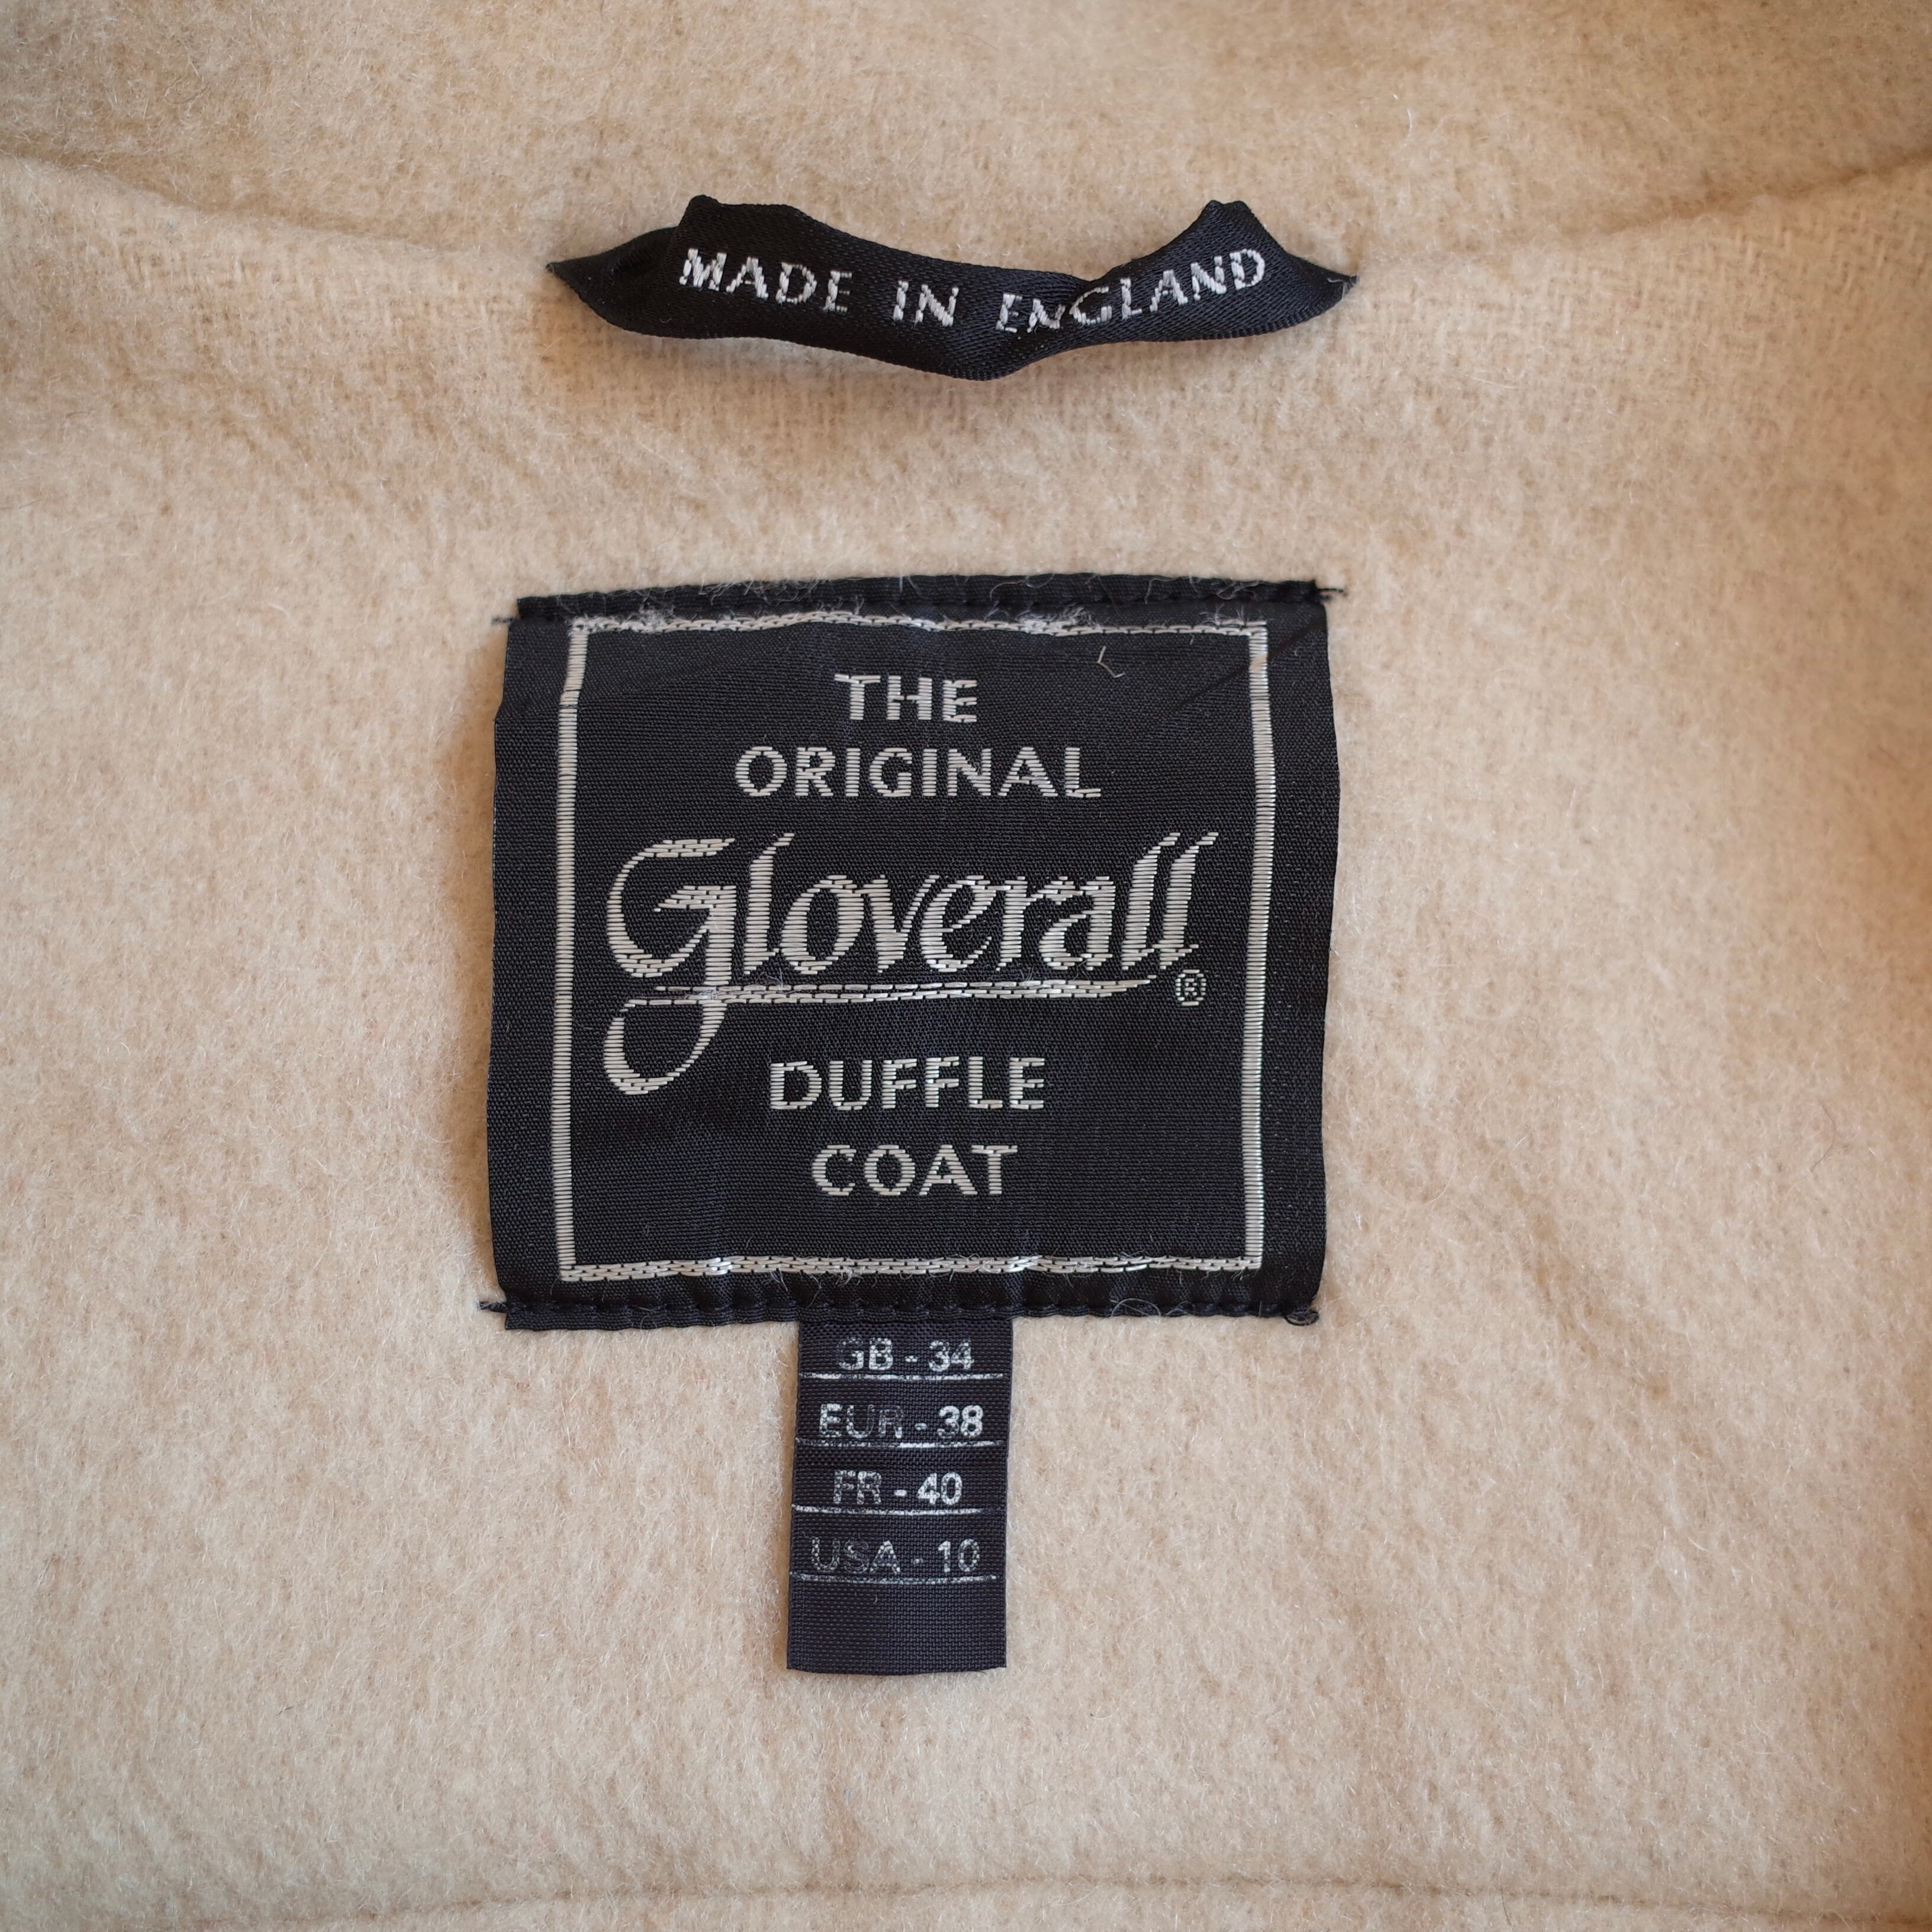 MADE IN ENGLAND
THE
ORIGINAL
Gloverall®
DUFFLE
COAT
GB - 34
EUR - 38
FR - 40
USA - 10